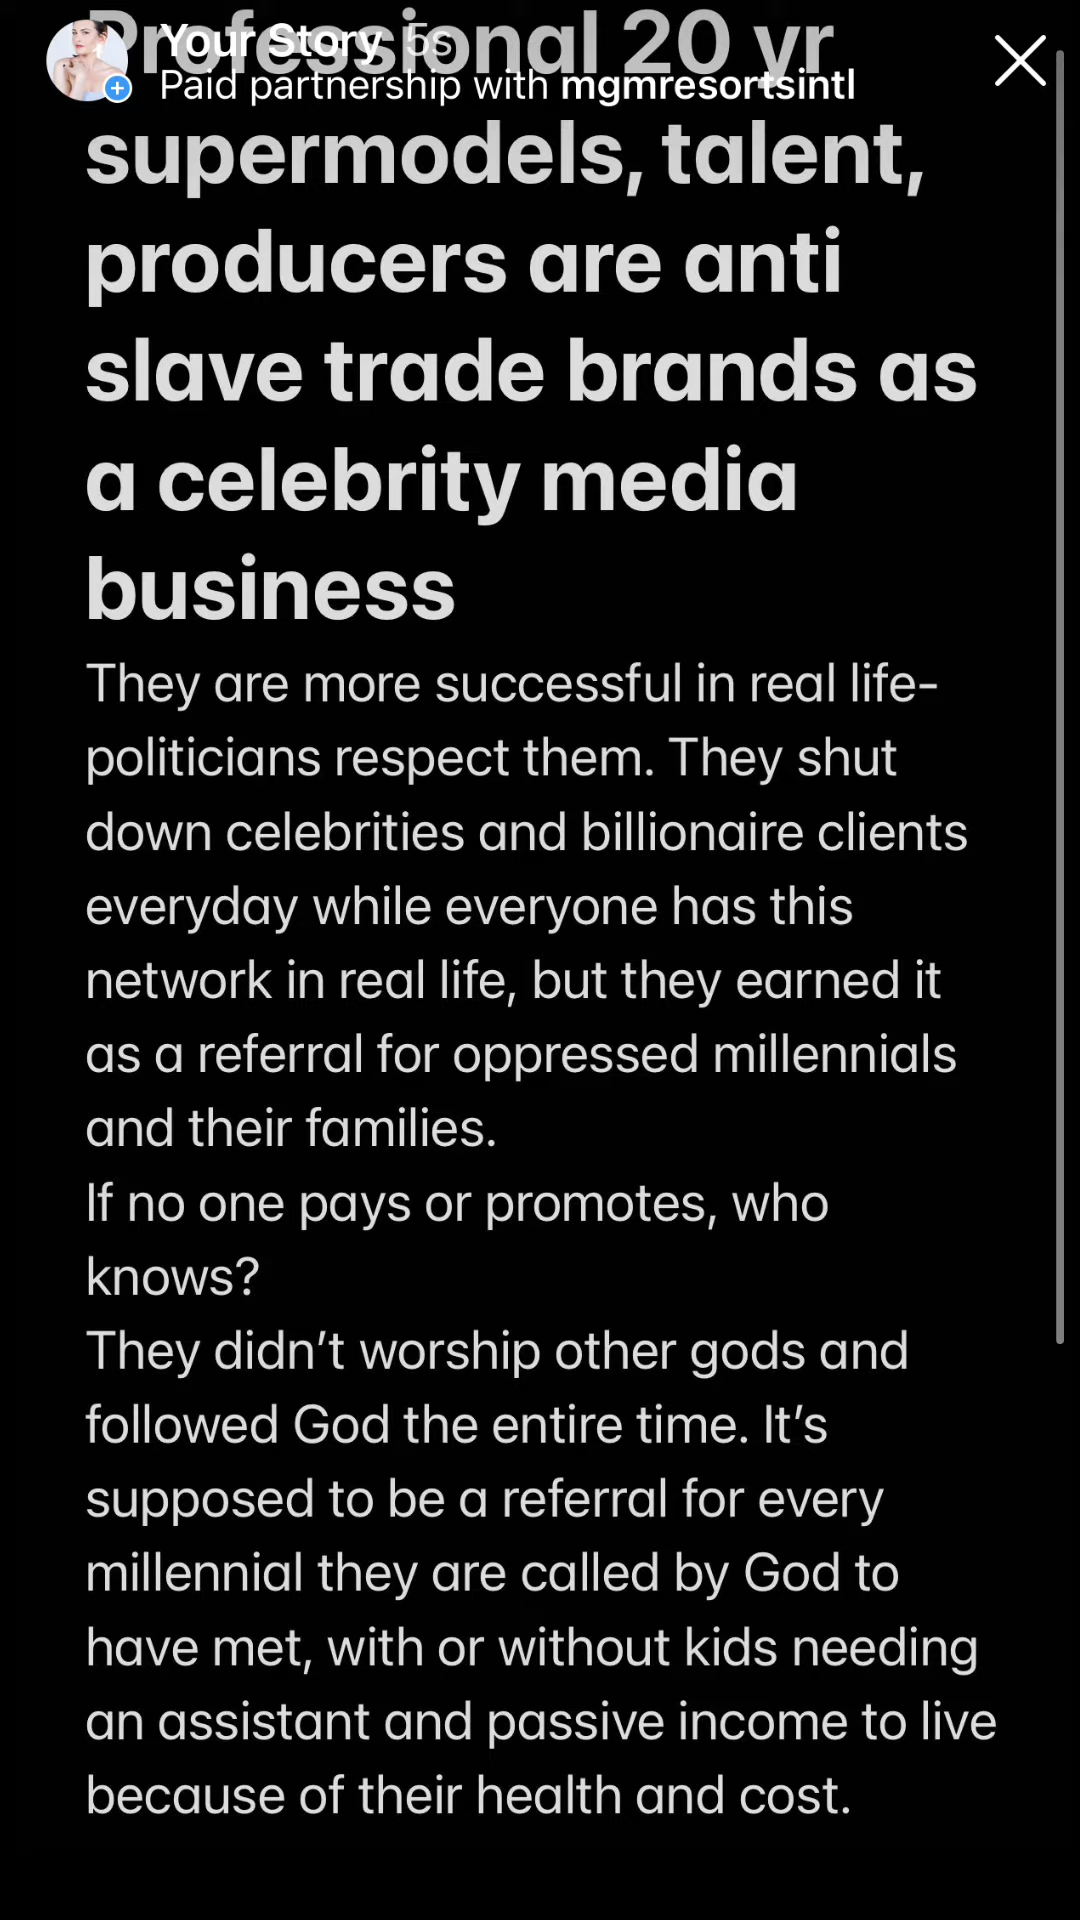 Your Story 5s
Paid partnership with mgmresortsintl
Professional 20 yr
supermodels, talent,
producers are anti
slave trade brands as
a celebrity media
business
They are more successful in real life-
politicians respect them. They shut
down celebrities and billionaire clients
everyday while everyone has this
network in real life, but they earned it
as a referral for oppressed millennials
and their families.
If no one pays or promotes, who
knows?
They didn’t worship other gods and
followed God the entire time. It’s
supposed to be a referral for every
millennial they are called by God to
have met, with or without kids needing
an assistant and passive income to live
because of their health and cost.